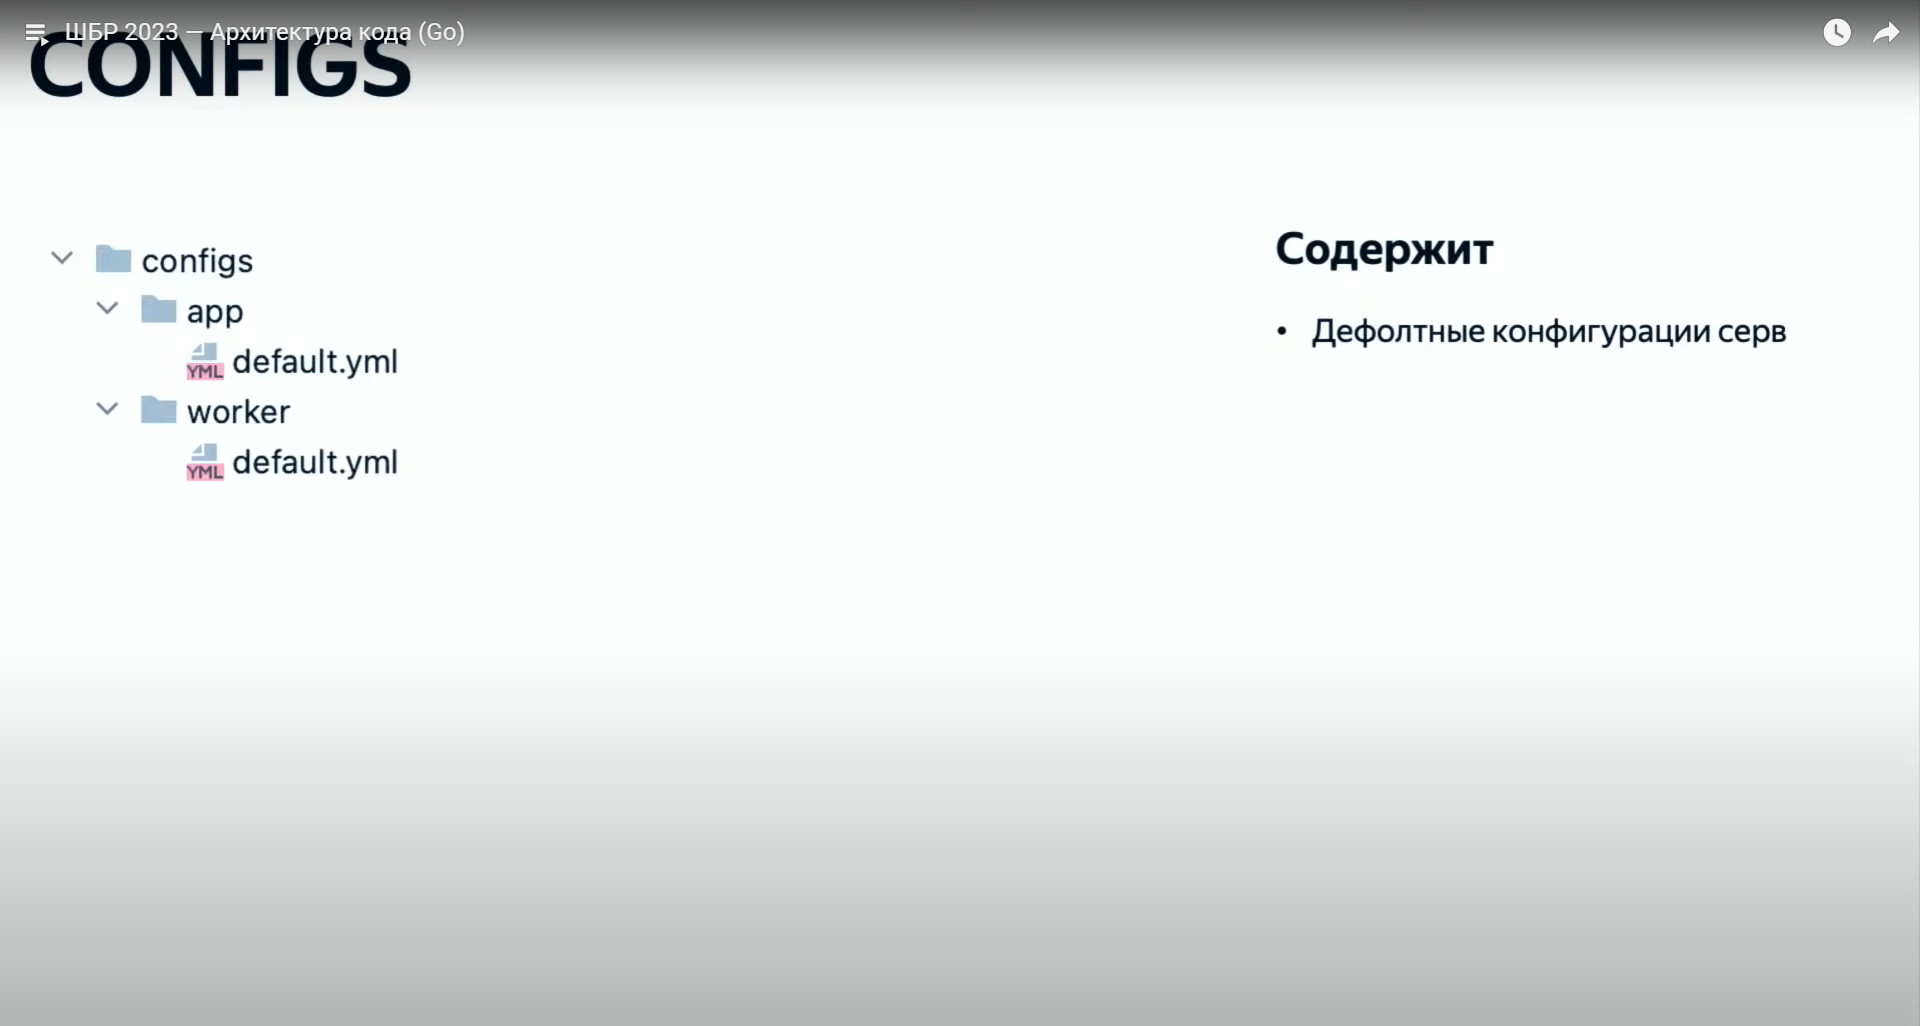 ШБР 2023 — Архитектура кода (Go)
CONFIGS
configs
app
YML default.yml
worker
YML default.yml
Содержит
• Дефолтные конфигурации серв